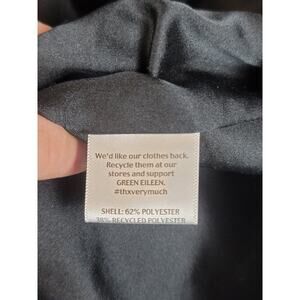 We'd like our clothes back.
Recycle them at our
stores and support
GREEN EILEEN.
#thxverymuch
SHELL: 62% POLYESTER
38% RECYCLED POLYESTER